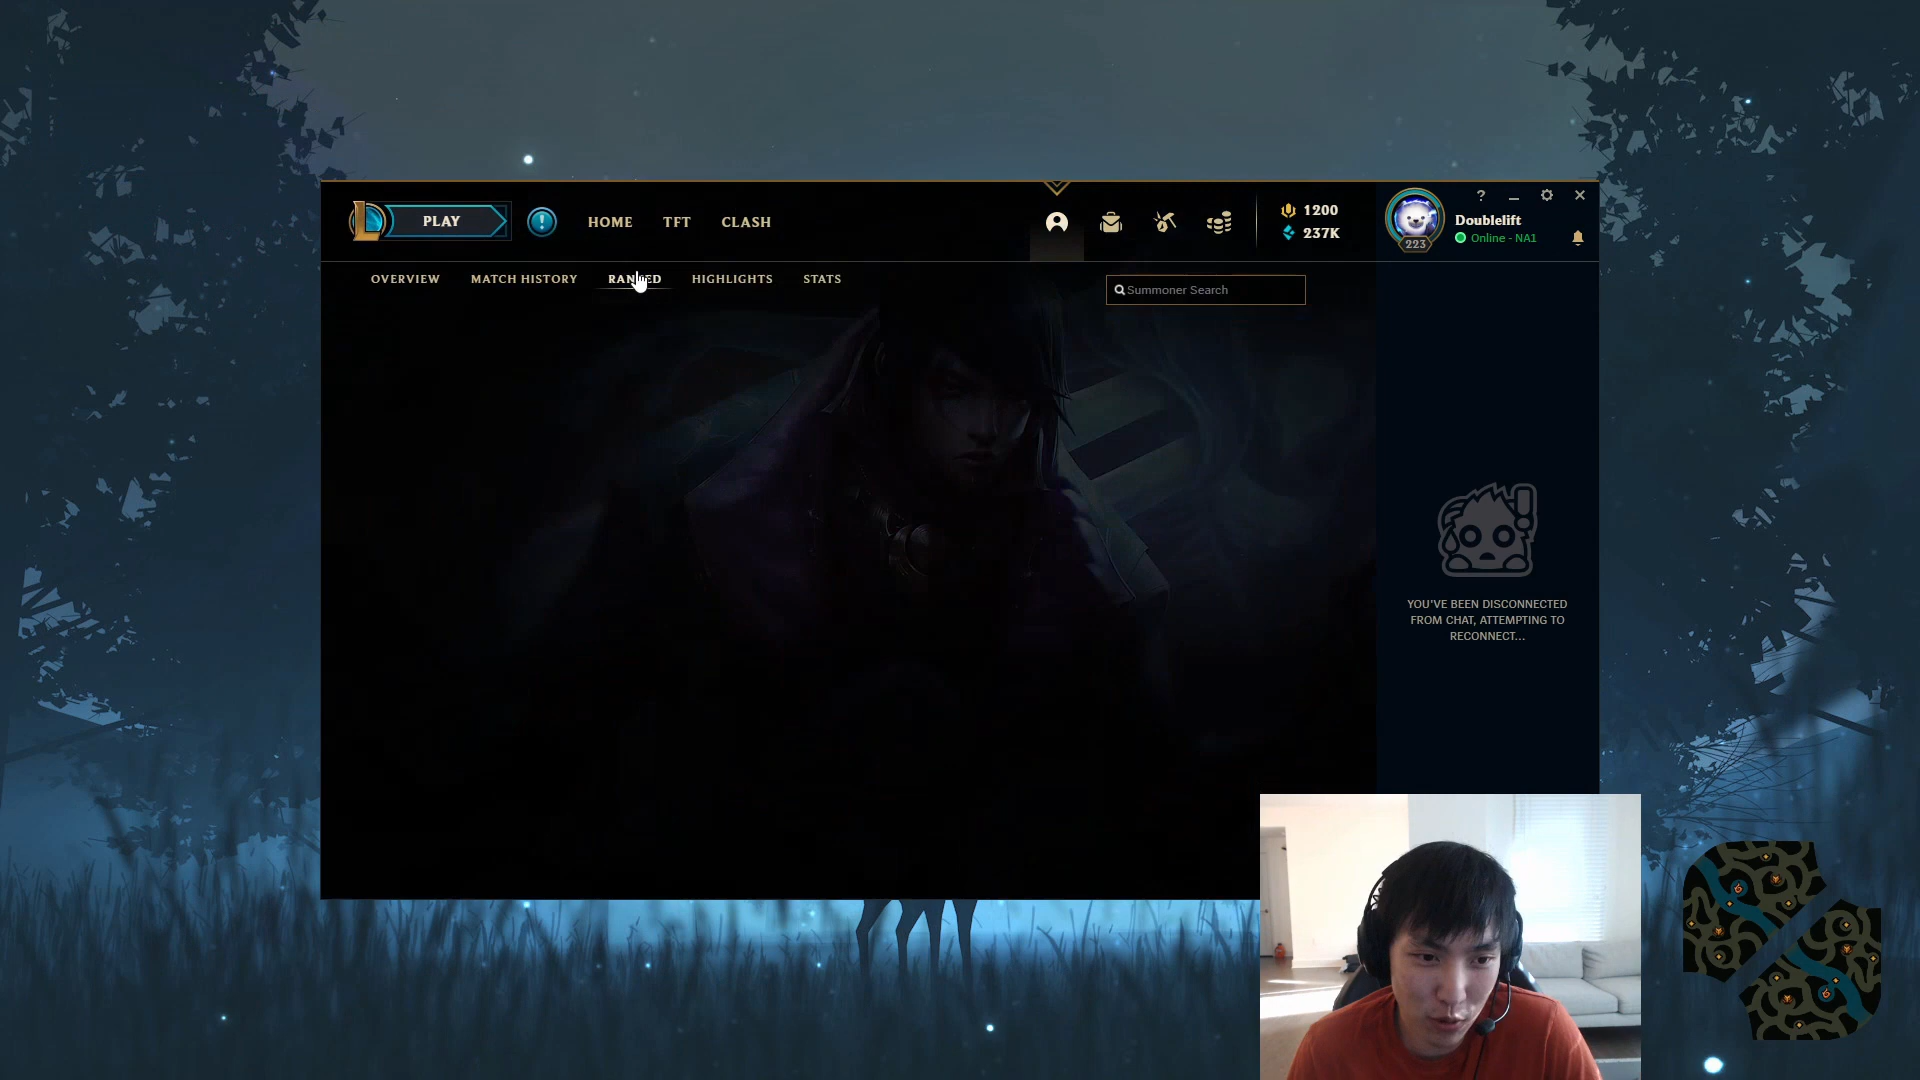 PLAY
HOME
TFT
CLASH
1200
237K
223
?
Doublelift
Online - NA1
OVERVIEW
MATCH HISTORY
RANKED
HIGHLIGHTS
STATS
Summoner Search
YOU'VE BEEN DISCONNECTED
FROM CHAT, ATTEMPTING TO
RECONNECT...